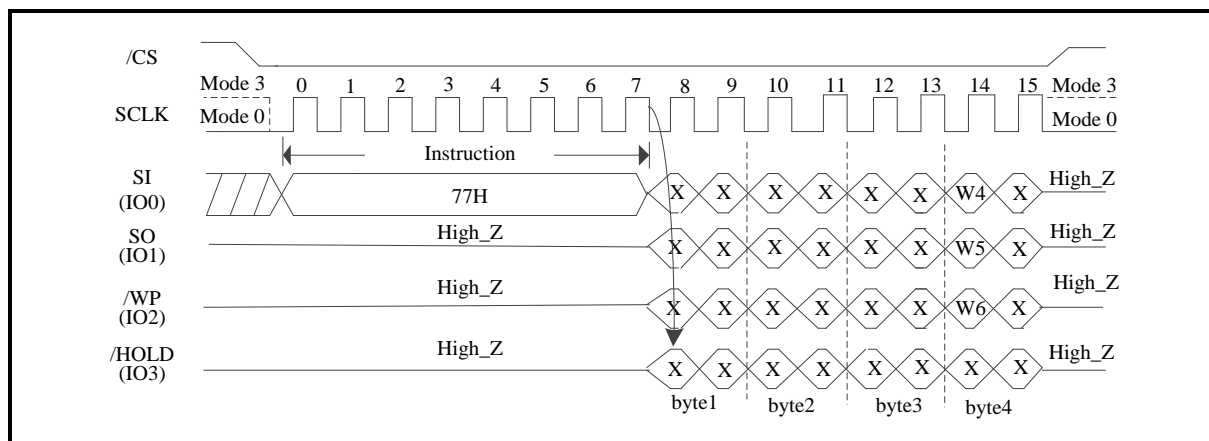 /CS
Mode 3 0 1 2 3 4 5 6 7 8 9 10 11 12 13 14 15 Mode 3
SCLK
Mode 0 Mode 0
Instruction
SI
(IO0)
77H X X X X X X W4 X High_Z
SO
(IO1)
High_Z X X X X X X W5 X High_Z
/WP
(IO2)
High_Z X X X X X X W6 X High_Z
/HOLD
(IO3)
High_Z X X X X X X X X High_Z
byte1 byte2 byte3 byte4